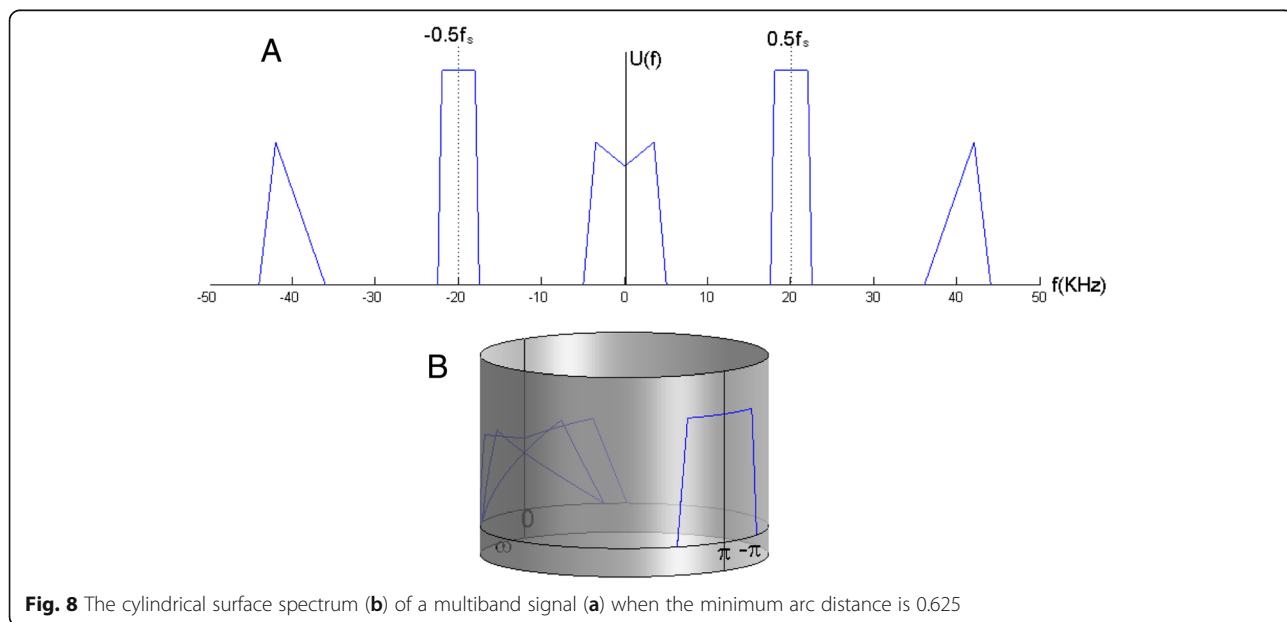 A
-0.5fₛ
0.5fₛ
U(f)
-50 -40 -30 -20 -10 0 10 20 30 40 50 f(KHz)
B
0
ω
π -π
Fig. 8 The cylindrical surface spectrum (b) of a multiband signal (a) when the minimum arc distance is 0.625